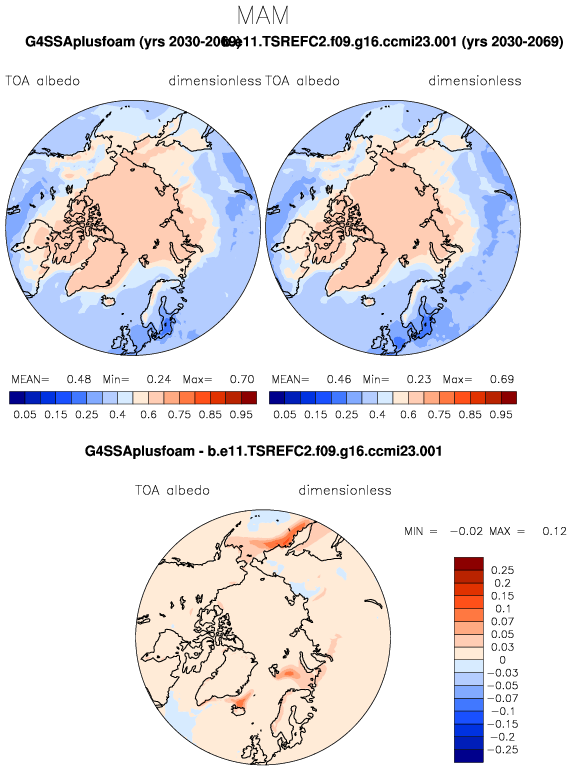 MAM
G4SSAplusfoam (yrs 2030-2069) b.e11.TSREFC2.f09.g16.ccmi23.001 (yrs 2030-2069)
TOA albedo dimensionless TOA albedo dimensionless
MEAN= 0.48 Min= 0.24 Max= 0.70 MEAN= 0.46 Min= 0.23 Max= 0.69
0.05 0.15 0.25 0.4 0.6 0.75 0.85 0.95 0.05 0.15 0.25 0.4 0.6 0.75 0.85 0.95
G4SSAplusfoam - b.e11.TSREFC2.f09.g16.ccmi23.001
TOA albedo dimensionless
MIN = -0.02 MAX = 0.12
0.25
0.2
0.15
0.1
0.07
0.05
0.03
0
-0.03
-0.05
-0.07
-0.1
-0.15
-0.2
-0.25